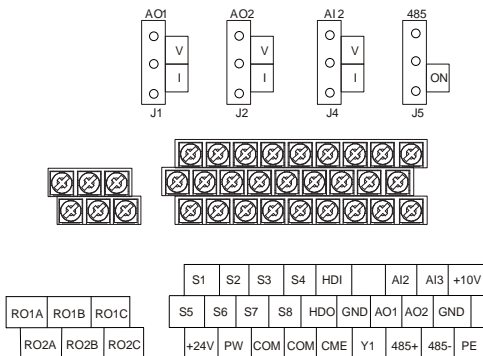 AO1 AO2 AI2 485
V V V
I I I ON
J1 J2 J4 J5
S1 S2 S3 S4 HDI AI2 AI3 +10V
RO1A RO1B RO1C S5 S6 S7 S8 HDO GND AO1 AO2 GND
RO2A RO2B RO2C +24V PW COM COM CME Y1 485+ 485- PE